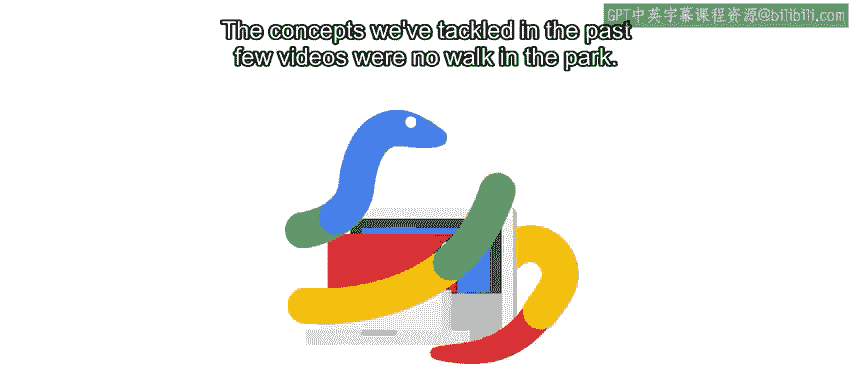 GPT中英字幕课程资源@bilibili.com
The concepts we've tackled in the past
few videos were no walk in the park.